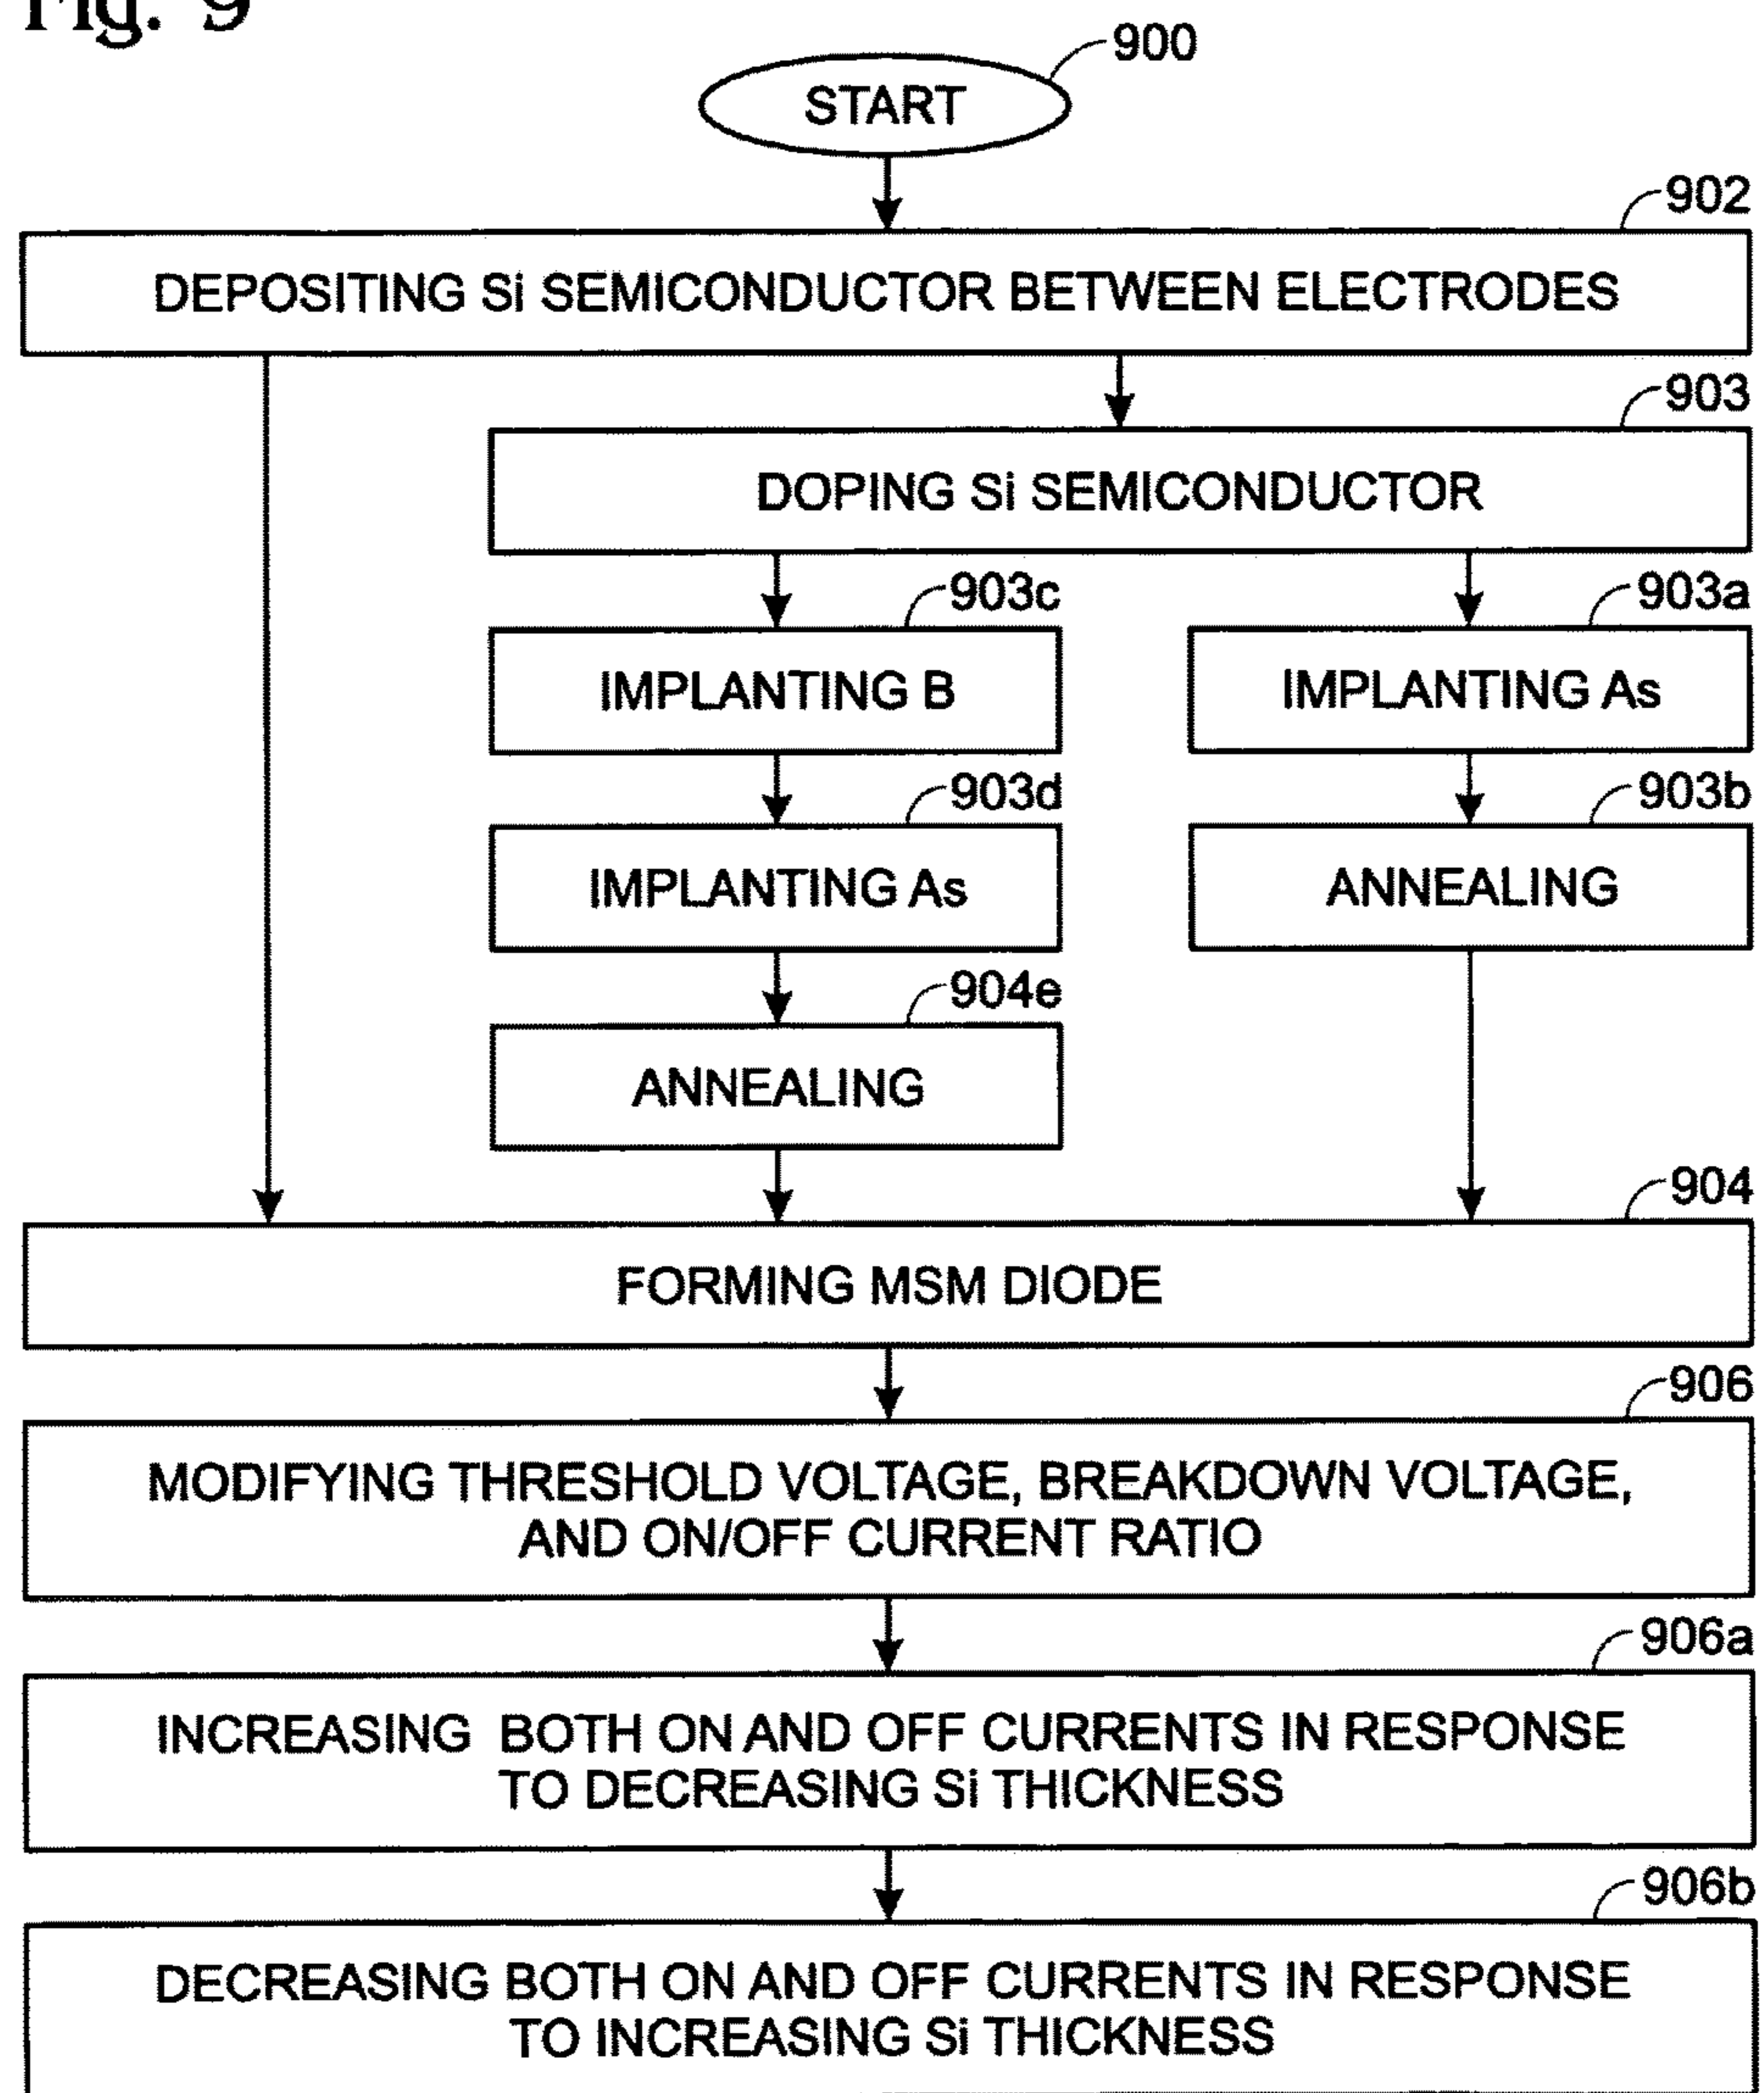 Fig. 9
900
START
902
DEPOSITING Si SEMICONDUCTOR BETWEEN ELECTRODES
903
DOPING Si SEMICONDUCTOR
903c
903a
IMPLANTING B
IMPLANTING As
903d
903b
IMPLANTING As
ANNEALING
904e
ANNEALING
904
FORMING MSM DIODE
906
MODIFYING THRESHOLD VOLTAGE, BREAKDOWN VOLTAGE,
AND ON/OFF CURRENT RATIO
906a
INCREASING BOTH ON AND OFF CURRENTS IN RESPONSE
TO DECREASING Si THICKNESS
906b
DECREASING BOTH ON AND OFF CURRENTS IN RESPONSE
TO INCREASING Si THICKNESS